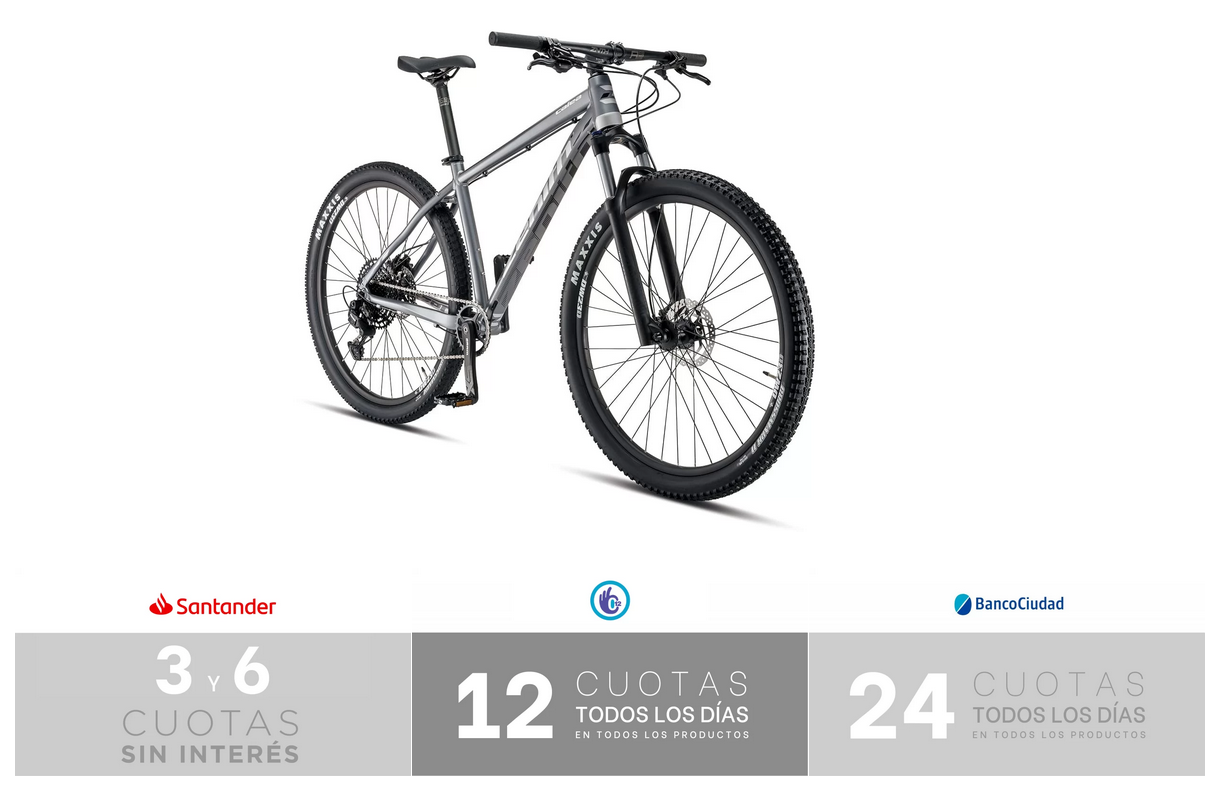 MAXXIS
MAXXIS
Santander
12
BancoCiudad
3 Y 6
CUOTAS
SIN INTERÉS
12
CUOTAS
TODOS LOS DÍAS
EN TODOS LOS PRODUCTOS
24
CUOTAS
TODOS LOS DÍAS
EN TODOS LOS PRODUCTOS